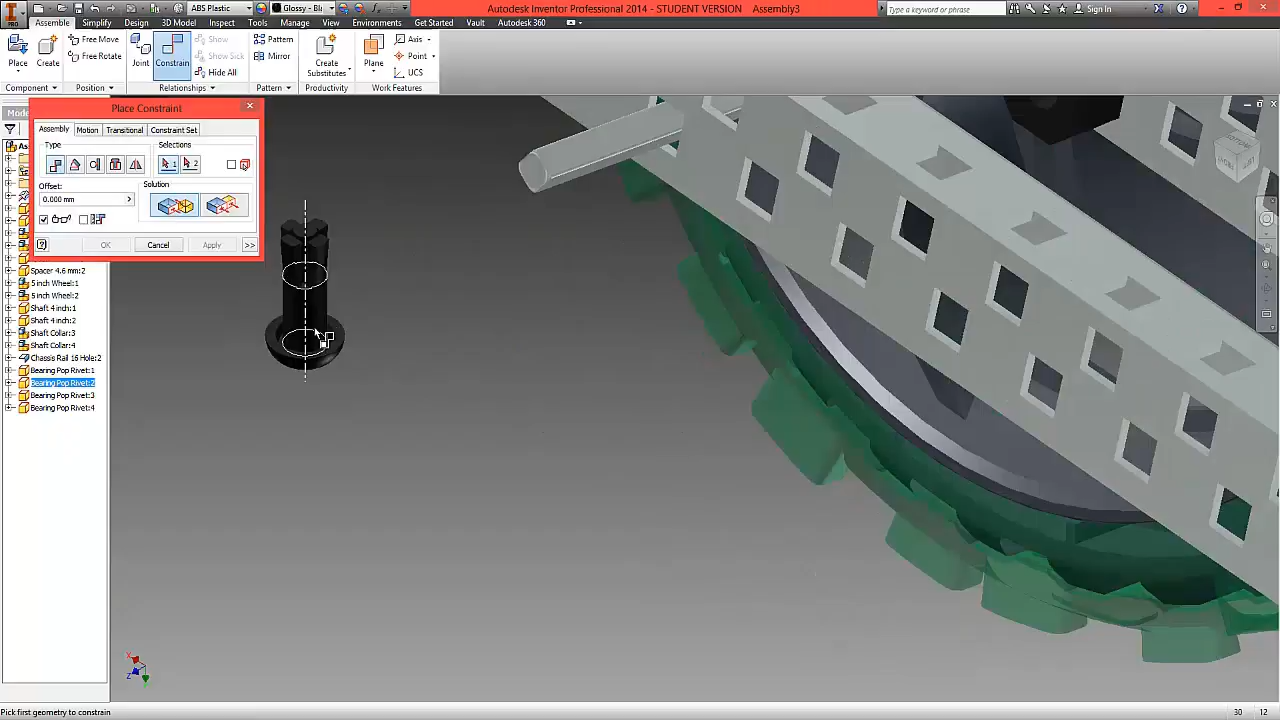 Autodesk Inventor Professional 2014 - STUDENT VERSION Assembly3
ABS Plastic
Glossy - Bl
Type a keyword or phrase
Sign In
PRO
Assemble Simplify Design 3D Model Inspect Tools Manage View Environments Get Started Vault Autodesk 360
Place
Create
Free Move
Free Rotate
Joint
Constrain
Show
Show Sick
Hide All
Pattern
Mirror
Create
Substitutes
Plane
Axis
Point
UCS
Component
Position
Relationships
Pattern
Productivity
Work Features
Place Constraint
Assembly Motion Transitional Constraint Set
Type
Selections
1
2
Offset:
0.000 mm
Solution
OK
Cancel
Apply
>>
Spacer 4.6 mm:2
5 inch Wheel:1
5 inch Wheel:2
Shaft 4 inch:1
Shaft 4 inch:2
Shaft Collar:3
Shaft Collar:4
Chassis Rail 16 Hole:2
Bearing Pop Rivet:1
Bearing Pop Rivet:2
Bearing Pop Rivet:3
Bearing Pop Rivet:4
Pick first geometry to constrain
30 12